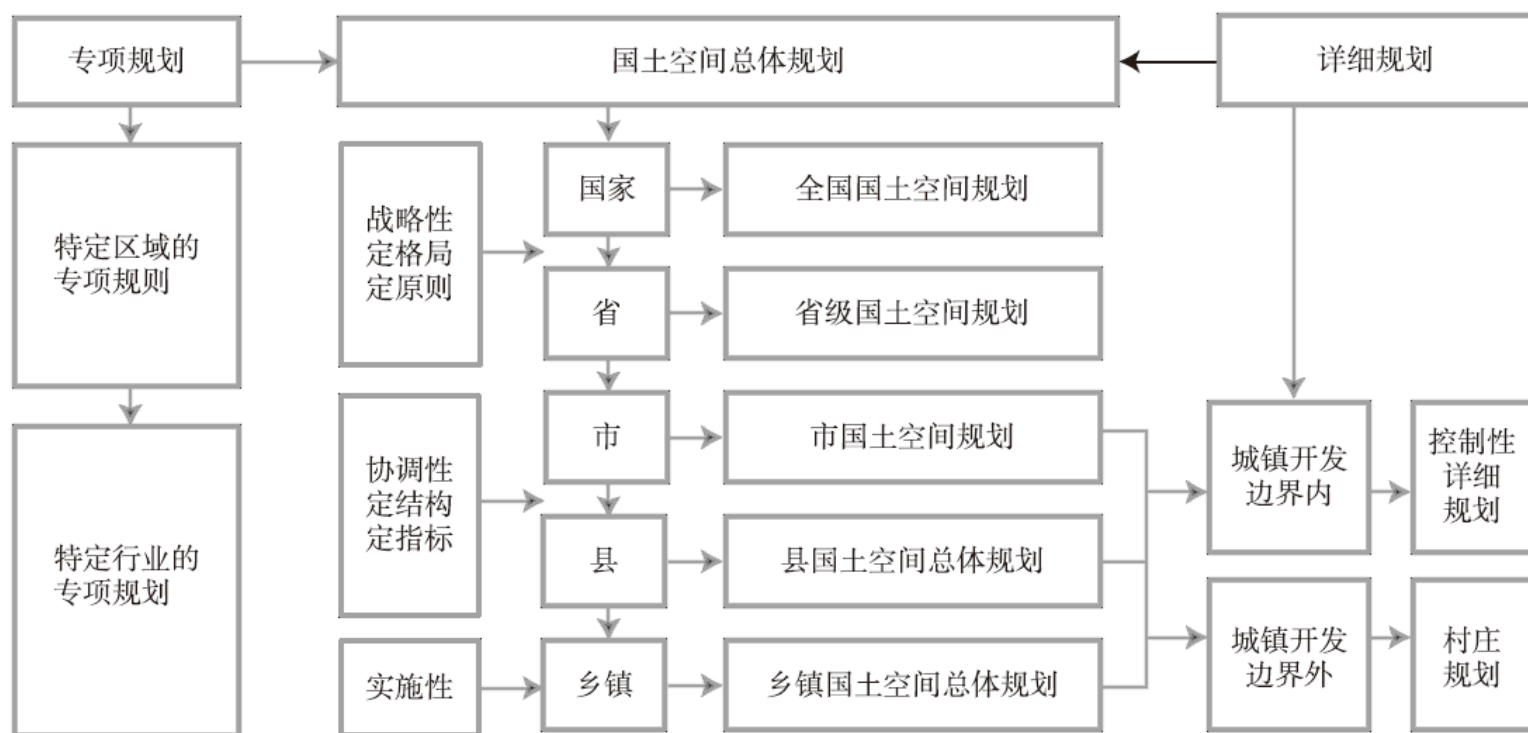 专项规划
国土空间总体规划
详细规划
特定区域的
专项规则
特定行业的
专项规划
战略性
定格局
定原则
国家
全国国土空间规划
省
省级国土空间规划
协调性
定结构
定指标
市
市国土空间规划
县
县国土空间总体规划
实施性
乡镇
乡镇国土空间总体规划
城镇开发
边界内
控制性
详细
规划
城镇开发
边界外
村庄
规划